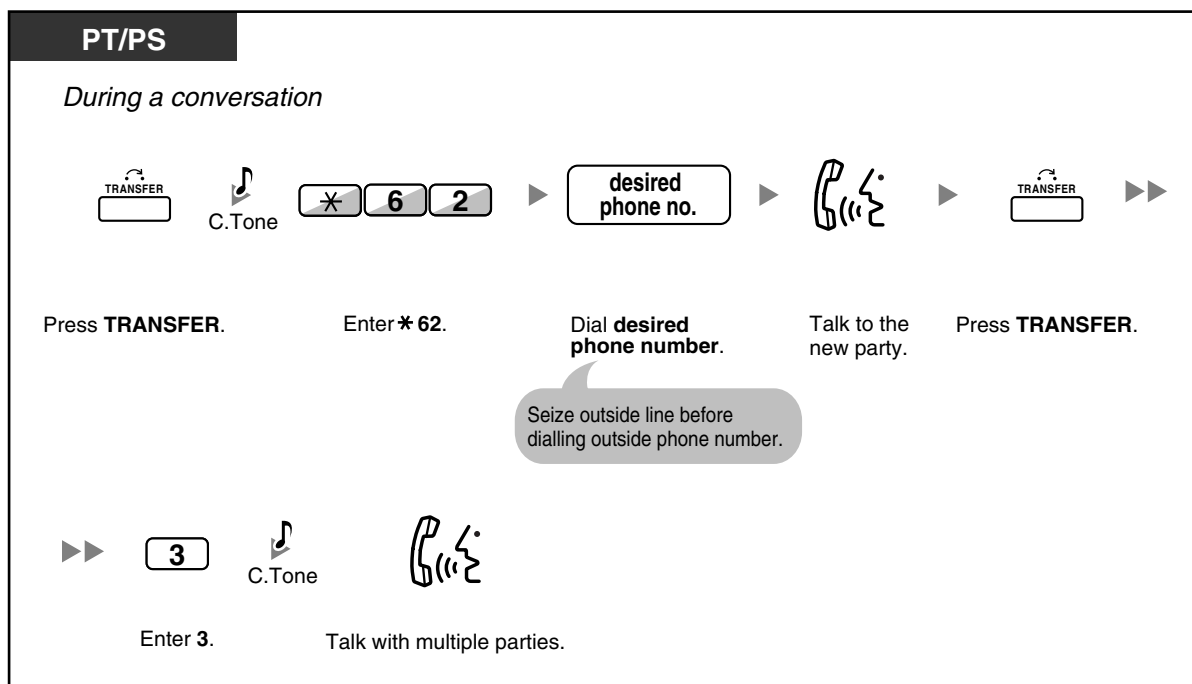 PT/PS
During a conversation
TRANSFER
C.Tone
* 6 2
desired
phone no.
TRANSFER
Press TRANSFER.
Enter * 62.
Dial desired
phone number.
Talk to the
new party.
Press TRANSFER.
Seize outside line before
dialling outside phone number.
3
C.Tone
Enter 3.
Talk with multiple parties.